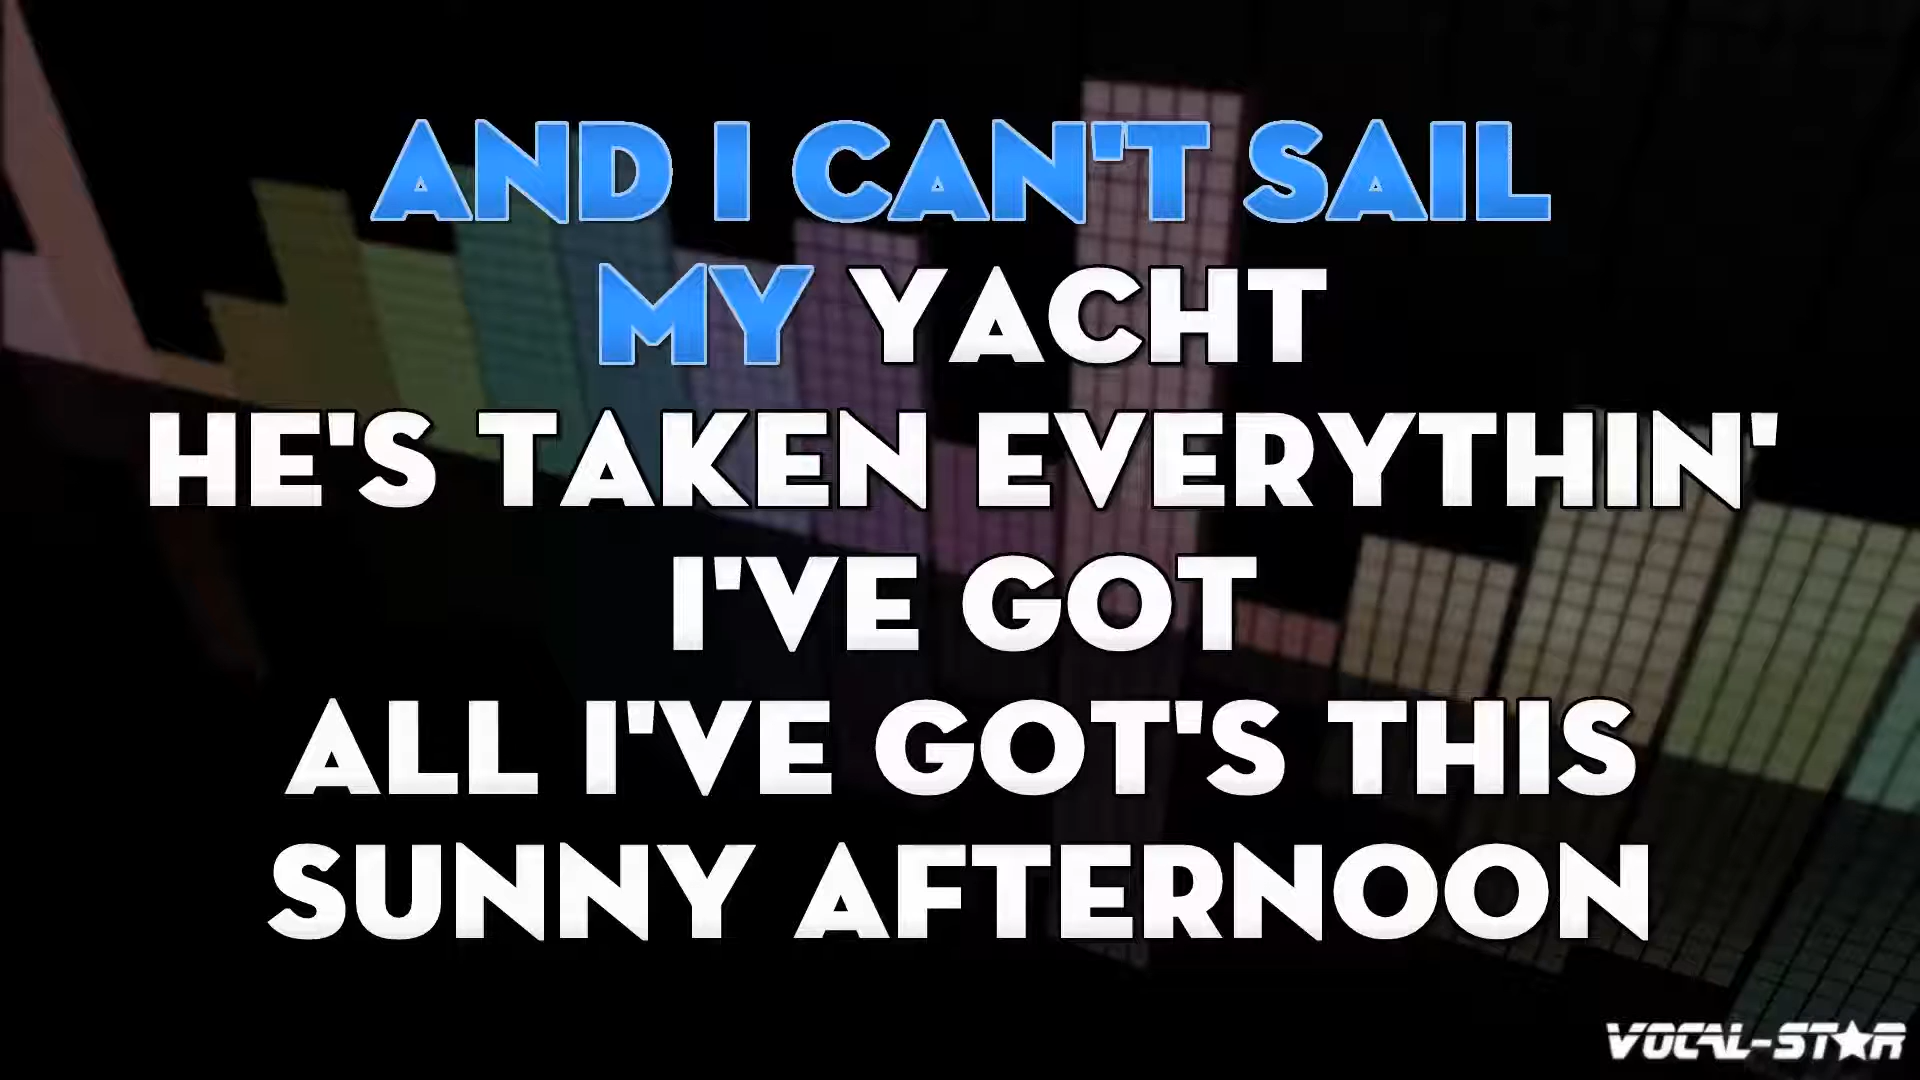 AND I CAN'T SAIL
MY YACHT
HE'S TAKEN EVERYTHIN'
I'VE GOT
ALL I'VE GOT'S THIS
SUNNY AFTERNOON
VOCAL-STAR